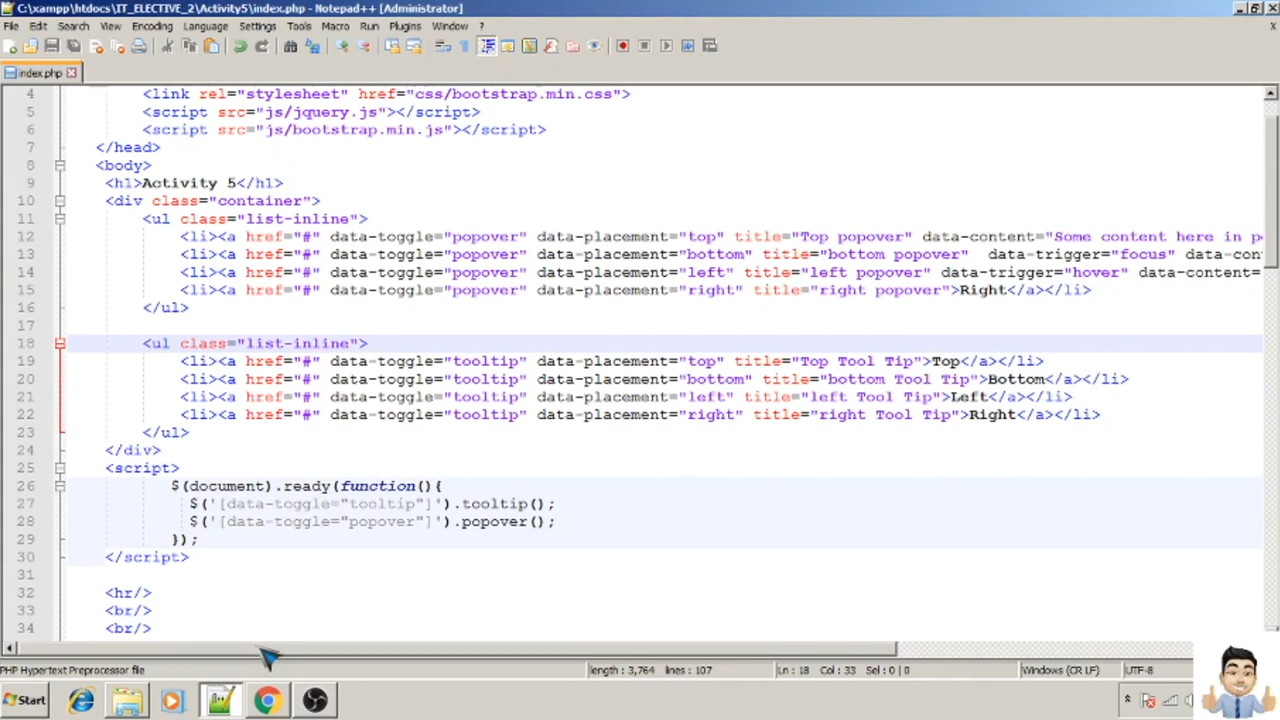 C:\xampp\htdocs\IT_ELECTIVE_2\Activity5\index.php - Notepad++ [Administrator]
File Edit Search View Encoding Language Settings Tools Macro Run Plugins Window ?
X
index.php
4 <link rel="stylesheet" href="css/bootstrap.min.css">
5 <script src="js/jquery.js"></script>
6 <script src="js/bootstrap.min.js"></script>
7 </head>
8 <body>
9 <h1>Activity 5</h1>
10 <div class="container">
11 <ul class="list-inline">
12 <li><a href="#" data-toggle="popover" data-placement="top" title="Top popover" data-content="Some content here in p
13 <li><a href="#" data-toggle="popover" data-placement="bottom" title="bottom popover"  data-trigger="focus" data-con
14 <li><a href="#" data-toggle="popover" data-placement="left" title="left popover" data-trigger="hover" data-content=
15 <li><a href="#" data-toggle="popover" data-placement="right" title="right popover">Right</a></li>
16 </ul>
17
18 <ul class="list-inline">
19 <li><a href="#" data-toggle="tooltip" data-placement="top" title="Top Tool Tip">Top</a></li>
20 <li><a href="#" data-toggle="tooltip" data-placement="bottom" title="bottom Tool Tip">Bottom</a></li>
21 <li><a href="#" data-toggle="tooltip" data-placement="left" title="left Tool Tip">Left</a></li>
22 <li><a href="#" data-toggle="tooltip" data-placement="right" title="right Tool Tip">Right</a></li>
23 </ul>
24 </div>
25 <script>
26 $(document).ready(function(){
27 $('[data-toggle="tooltip"]').tooltip();
28 $('[data-toggle="popover"]').popover();
29 });
30 </script>
31
32 <hr/>
33 <br/>
34 <br/>
PHP Hypertext Preprocessor file length : 3,764 lines : 107 Ln : 18 Col : 33 Sel : 0 | 0 Windows (CR LF) UTF-8
Start